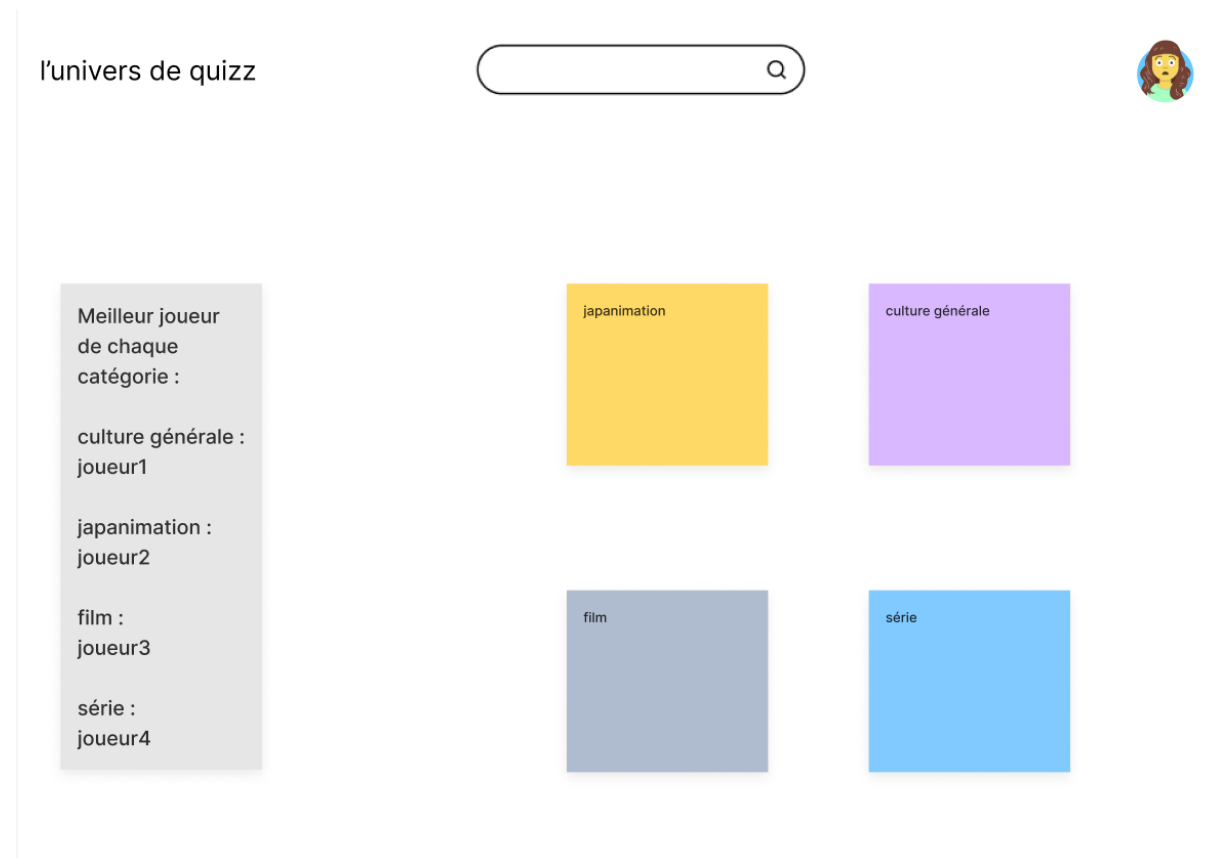 l'univers de quizz
Meilleur joueur
de chaque
catégorie :
culture générale :
joueur1
japanimation :
joueur2
film :
joueur3
série :
joueur4
japanimation
culture générale
film
série